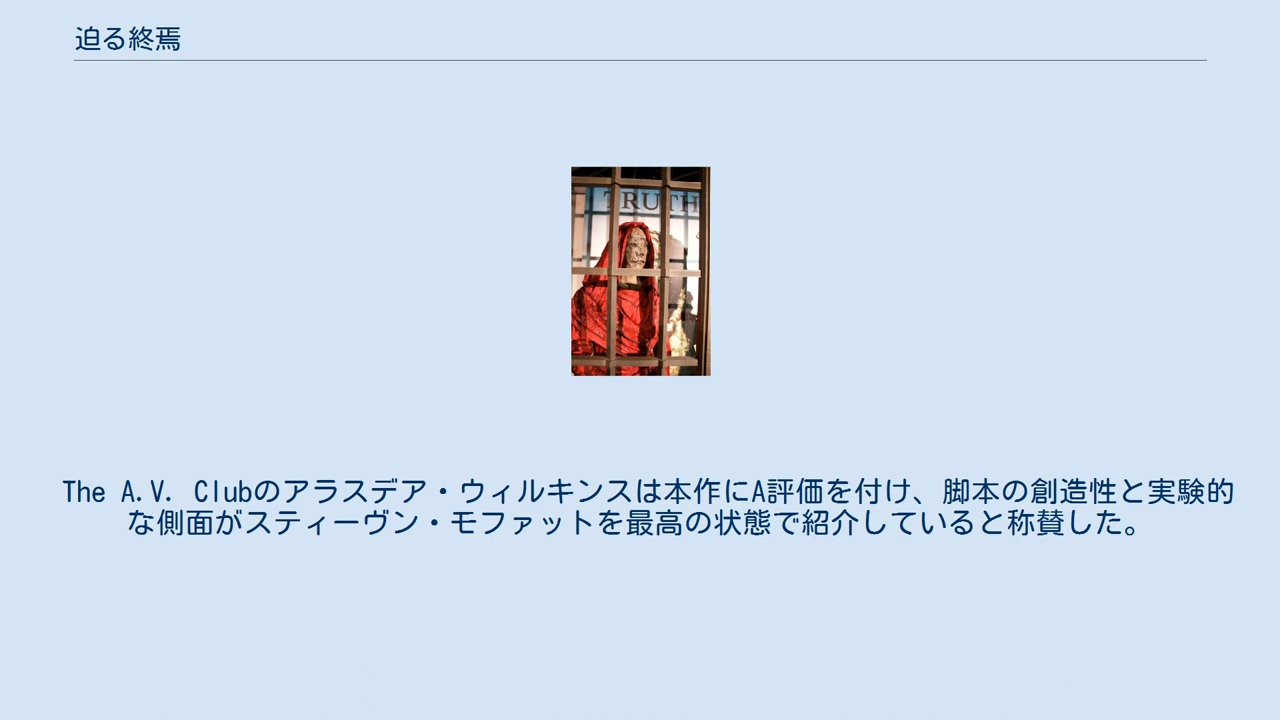 迫る終焉
TRUTH
The A.V. Clubのアラスデア・ウィルキンスは本作にA評価を付け、脚本の創造性と実験的
な側面がスティーヴン・モファットを最高の状態で紹介していると称賛した。